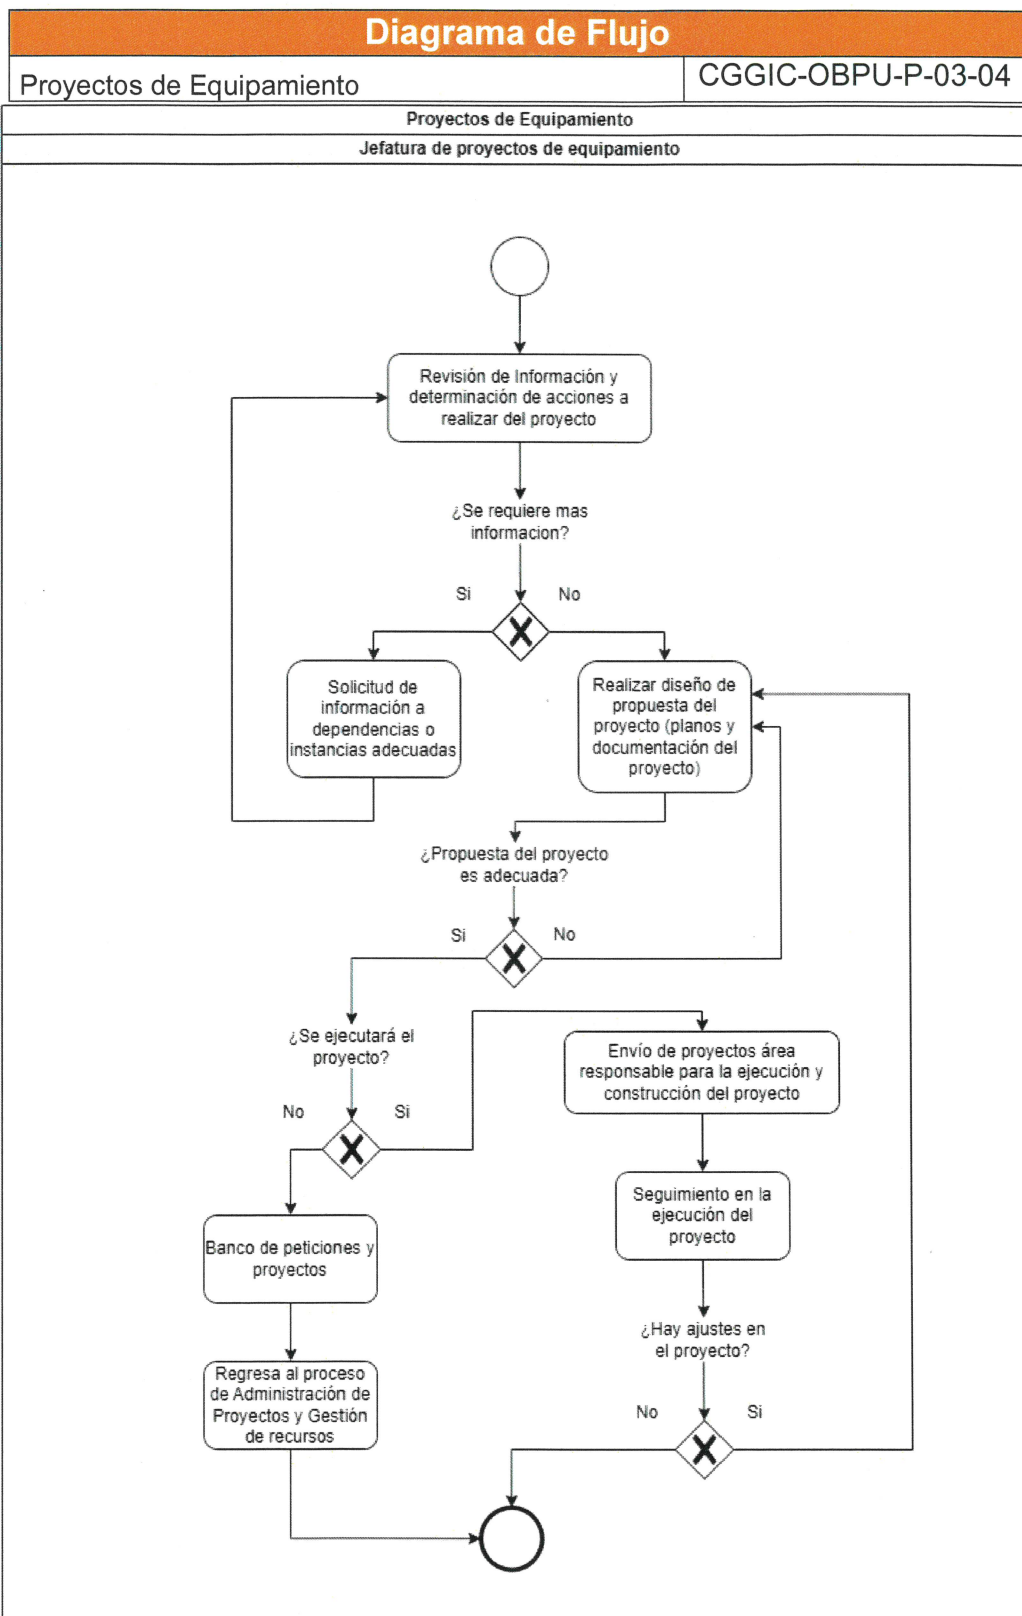 Diagrama de Flujo
Proyectos de Equipamiento
CGGIC-OBPU-P-03-04
Proyectos de Equipamiento
Jefatura de proyectos de equipamiento
Revisión de Información y
determinación de acciones a
realizar del proyecto
¿Se requiere mas
informacion?
Si
No
Solicitud de
información a
dependencias o
instancias adecuadas
Realizar diseño de
propuesta del
proyecto (planos y
documentación del
proyecto)
¿Propuesta del proyecto
es adecuada?
Si
No
¿Se ejecutará el
proyecto?
No
Si
Envío de proyectos área
responsable para la ejecución y
construcción del proyecto
Seguimiento en la
ejecución del
proyecto
Banco de peticiones y
proyectos
¿Hay ajustes en
el proyecto?
Regresa al proceso
de Administración de
Proyectos y Gestión
de recursos
No
Si